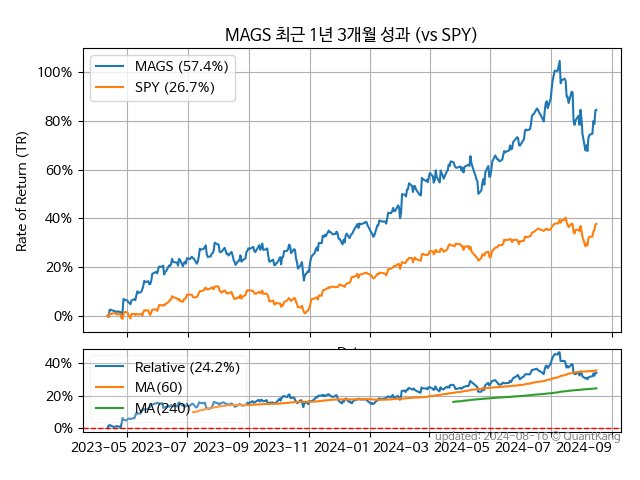 MAGS 최근 1년 3개월 성과 (vs SPY)
Rate of Return (TR)
100%
80%
60%
40%
20%
0%
MAGS (57.4%)
SPY (26.7%)
40%
20%
0%
Relative (24.2%)
MA(60)
MA(240)
2023-05 2023-07 2023-09 2023-11 2024-01 2024-03 2024-05 2024-07 2024-09
updated: 2024-08-16 © QuantKang